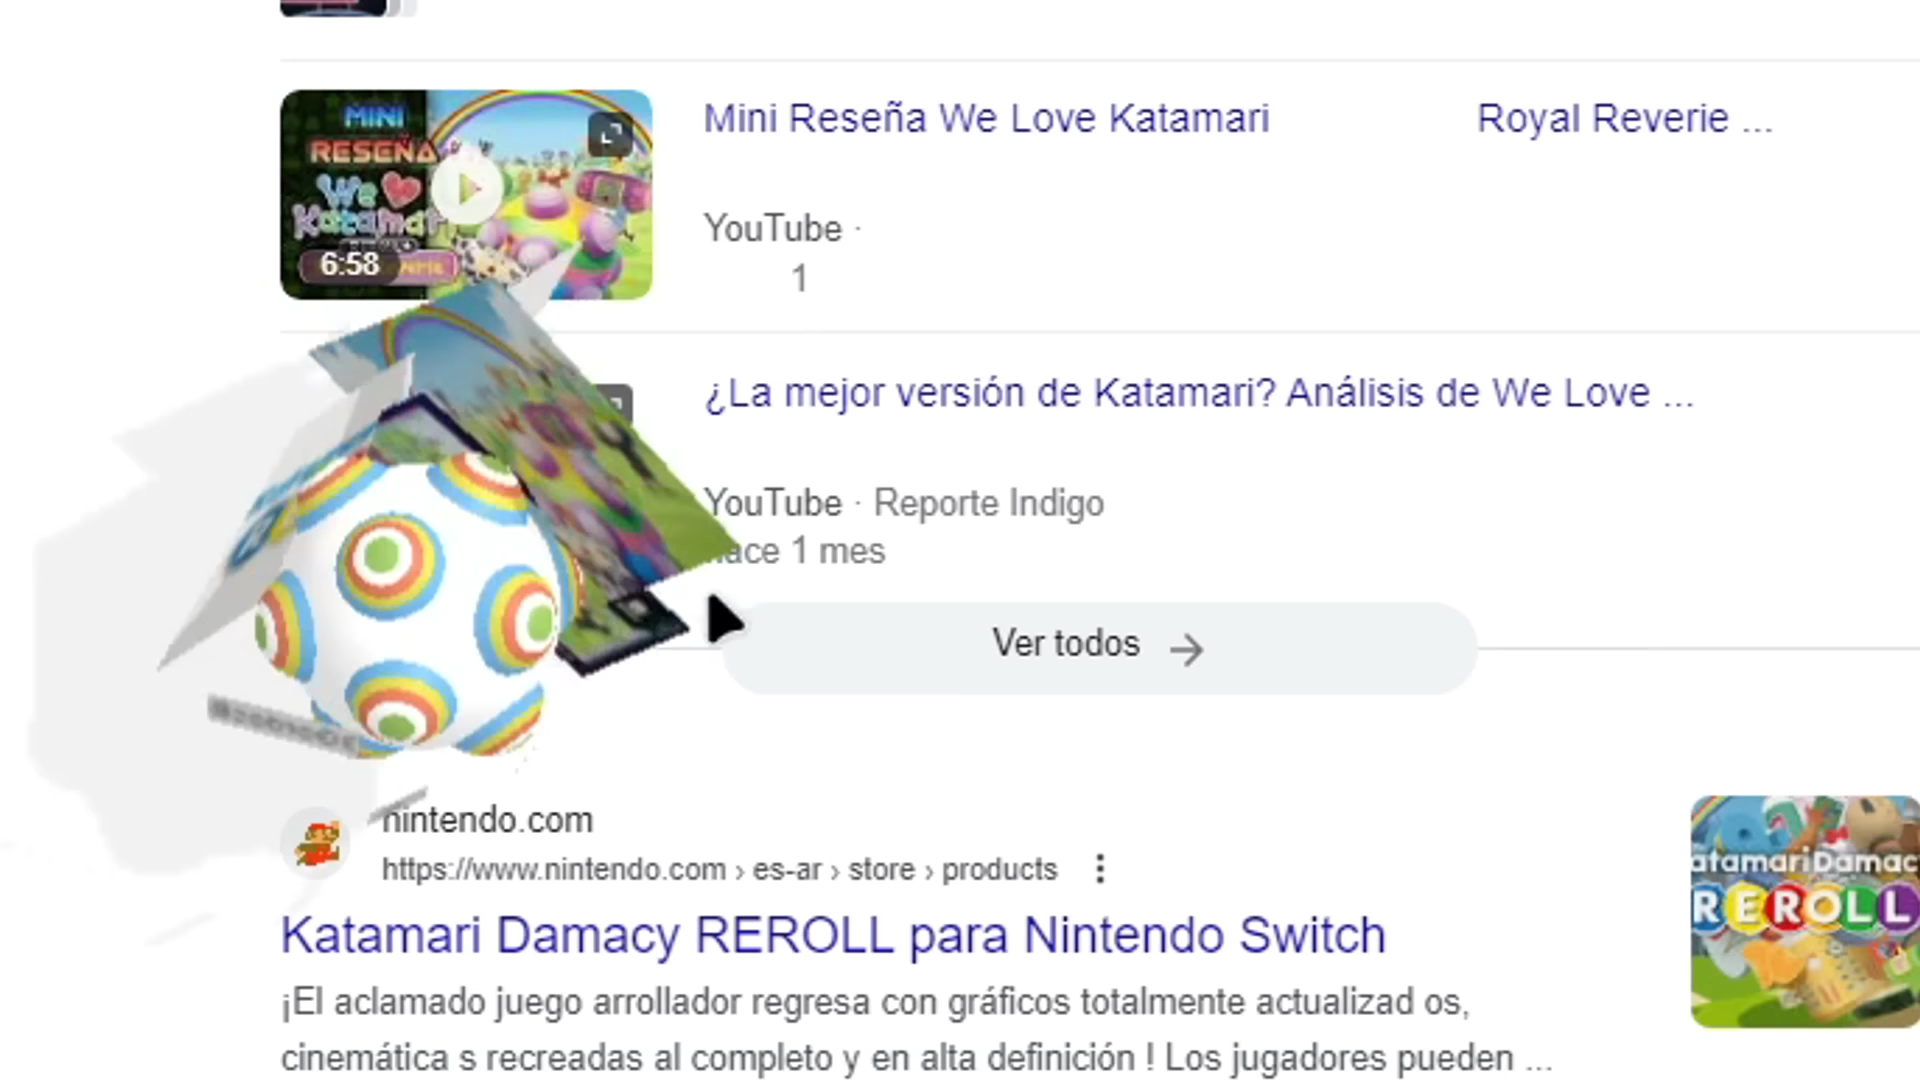 MINI
RESEÑA
We
Katamari
6:58
Mini Reseña We Love Katamari Royal Reverie ...
YouTube ·
1
¿La mejor versión de Katamari? Análisis de We Love ...
YouTube · Reporte Indigo
hace 1 mes
Ver todos →
nintendo.com
https://www.nintendo.com › es-ar › store › products
Katamari Damacy REROLL para Nintendo Switch
¡El aclamado juego arrollador regresa con gráficos totalmente actualizad os,
cinemática s recreadas al completo y en alta definición ! Los jugadores pueden ...
atamariDamac
REROLL